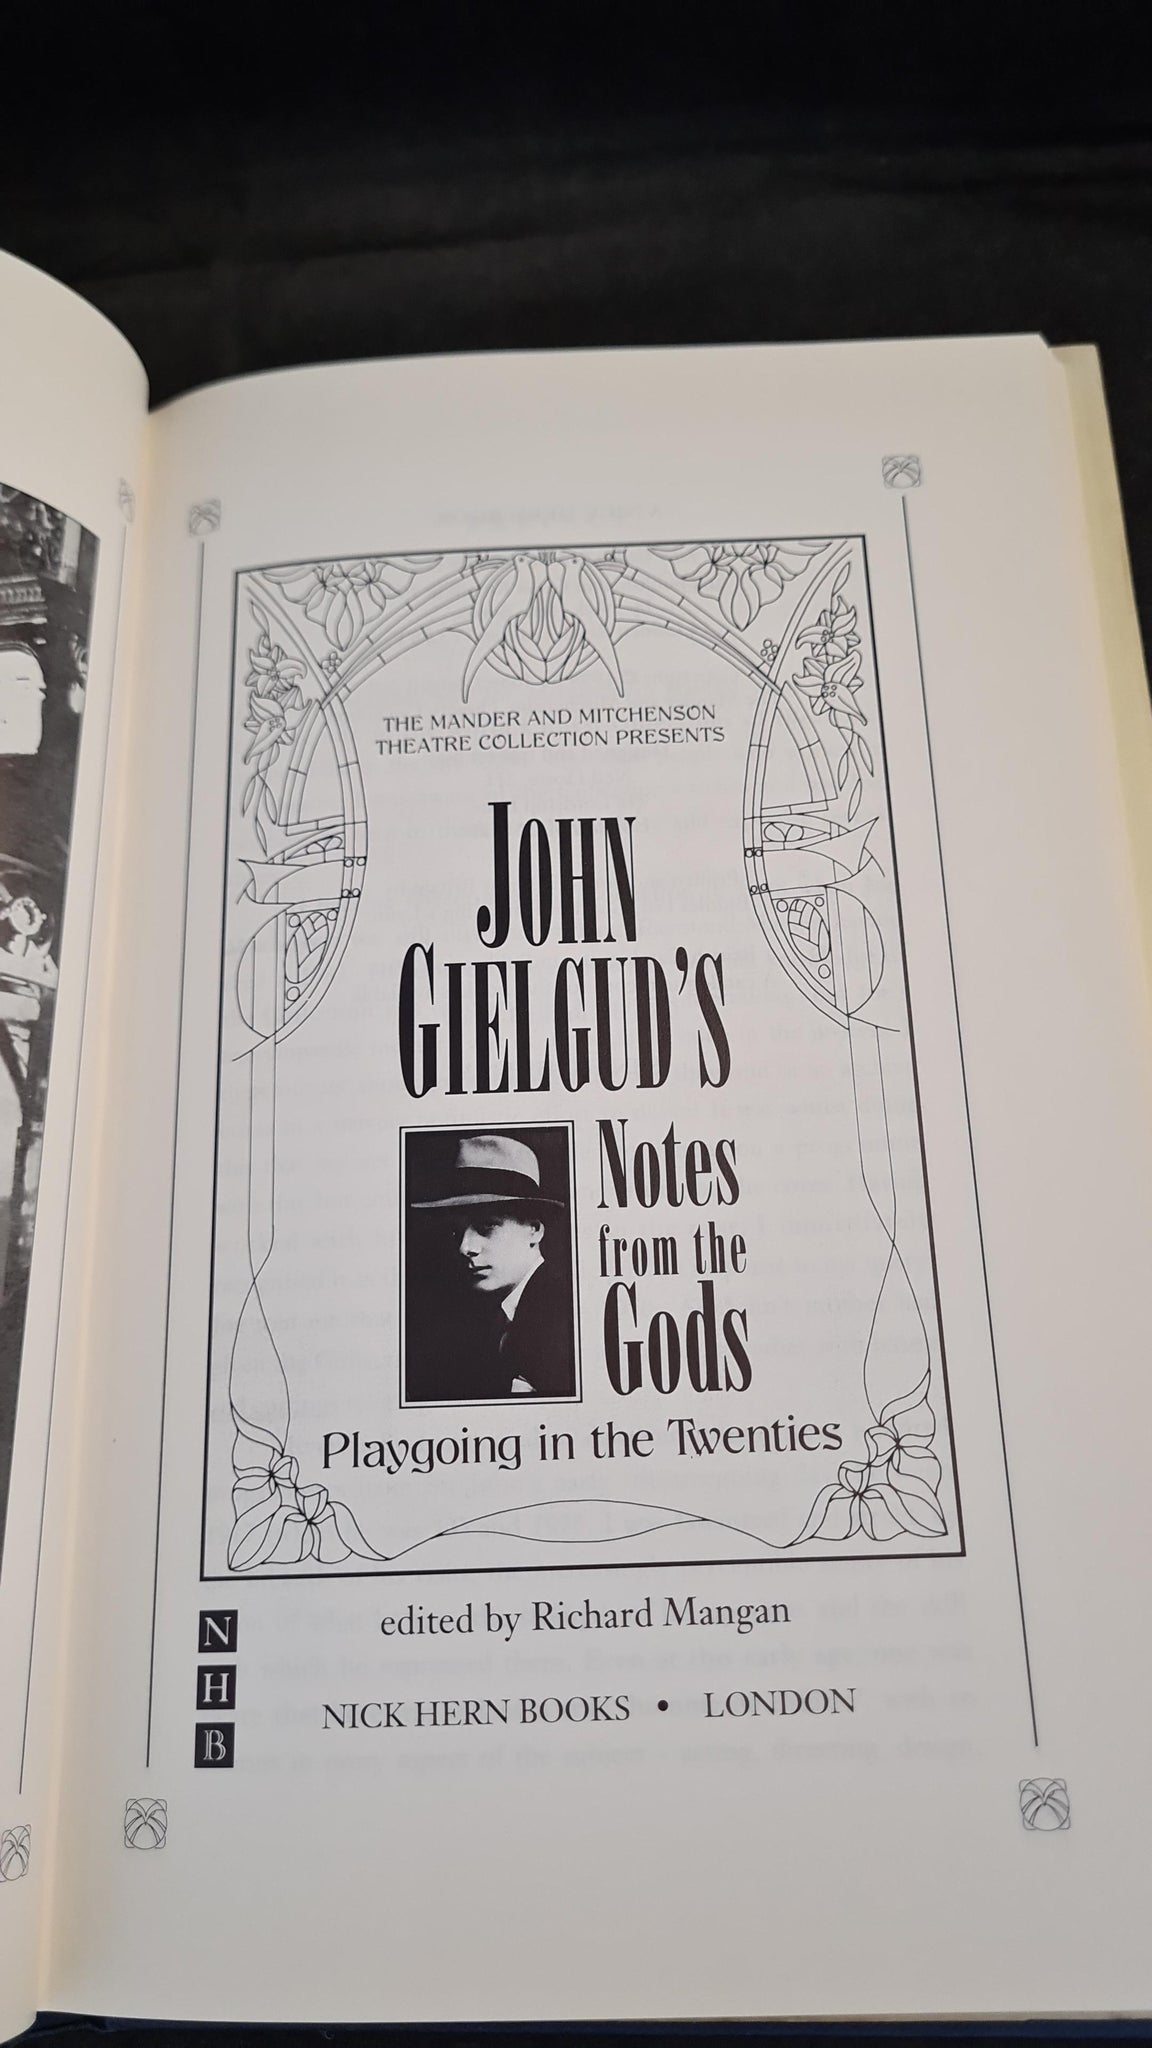 THE MANDER AND MITCHENSON
THEATRE COLLECTION PRESENTS
JOHN
GIELGUD'S
Notes
from the
Gods
Playgoing in the Twenties
edited by Richard Mangan
N
H
B
NICK HERN BOOKS • LONDON